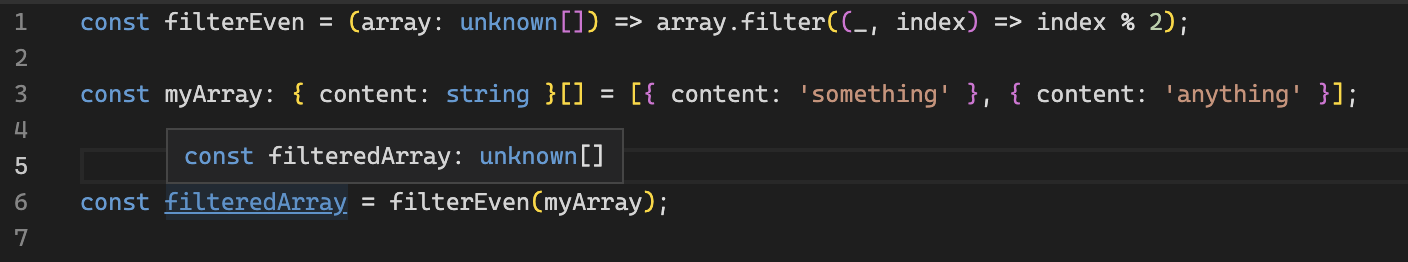 1 const filterEven = (array: unknown[]) => array.filter((_, index) => index % 2);
2
3 const myArray: { content: string }[] = [{ content: 'something' }, { content: 'anything' }];
4
const filteredArray: unknown[]
5
6 const filteredArray = filterEven(myArray);
7